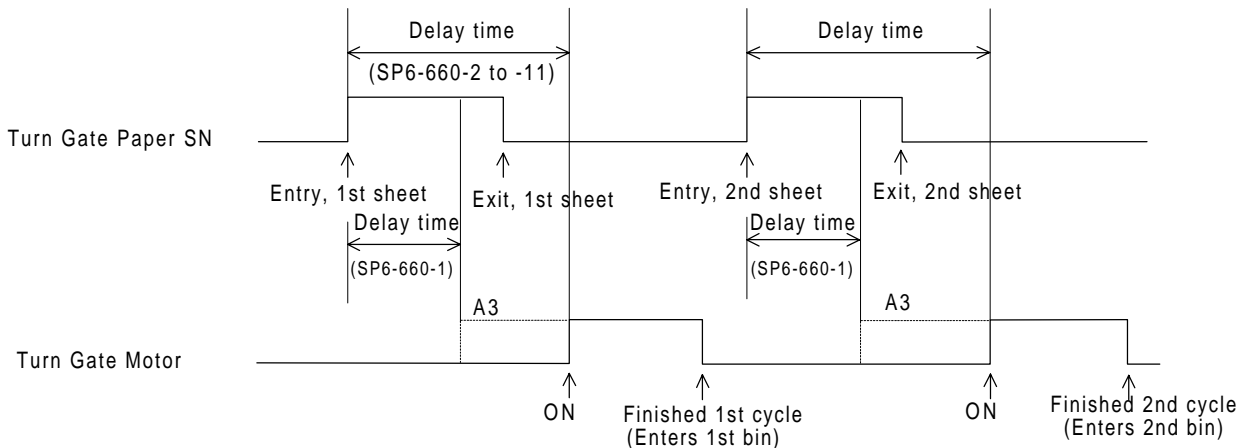 Delay time
Delay time
(SP6-660-2 to -11)
Turn Gate Paper SN
Entry, 1st sheet
Exit, 1st sheet
Entry, 2nd sheet
Exit, 2nd sheet
Delay time
Delay time
(SP6-660-1)
(SP6-660-1)
A3
A3
Turn Gate Motor
ON
Finished 1st cycle
(Enters 1st bin)
ON
Finished 2nd cycle
(Enters 2nd bin)